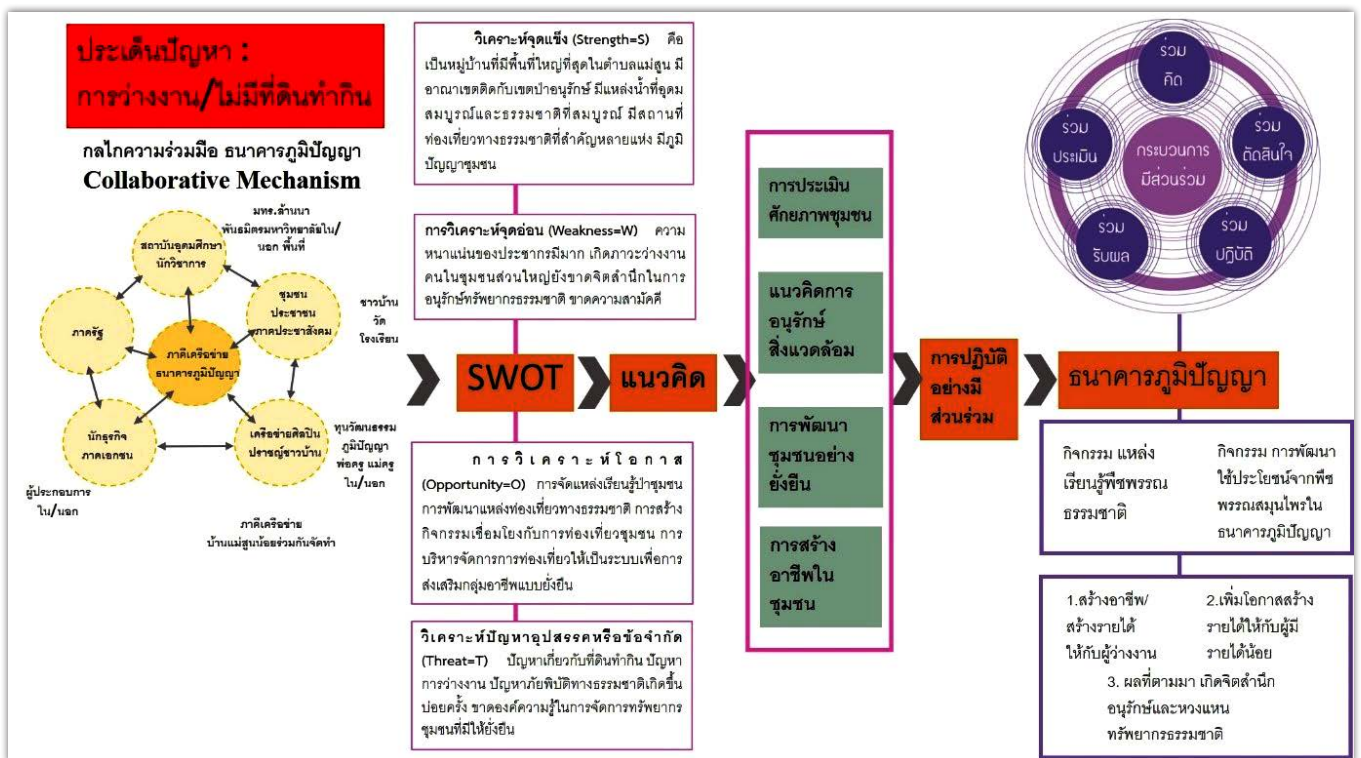 ประเด็นปัญหา :
การว่างงาน/ไม่มีที่ดินทำกิน
กลไกความร่วมมือ ธนาคารภูมิปัญญา
Collaborative Mechanism
มทร.ล้านนา
พันธมิตรมหาวิทยาลัยใน/
นอก พื้นที่
สถาบันอุดมศึกษา
นักวิชาการ
ชุมชน
ประชาชน
ภาคประชาสังคม
ชาวบ้าน
วัด
โรงเรียน
ภาครัฐ
ภาคีเครือข่าย
ธนาคารภูมิปัญญา
นักธุรกิจ
ภาคเอกชน
เครือข่ายศิลปิน
ปราชญ์ชาวบ้าน
ทุนวัฒนธรรม
ภูมิปัญญา
พ่อครู แม่ครู
ใน/นอก
ผู้ประกอบการ
ใน/นอก
ภาคีเครือข่าย
บ้านแม่สูนน้อยร่วมกันจัดทำ
วิเคราะห์จุดแข็ง (Strength=S) คือ
เป็นหมู่บ้านที่มีพื้นที่ใหญ่ที่สุดในตำบลแม่สูน มี
อาณาเขตติดกับเขตป่าอนุรักษ์ มีแหล่งน้ำที่อุดม
สมบูรณ์และธรรมชาติที่สมบูรณ์ มีสถานที่
ท่องเที่ยวทางธรรมชาติที่สำคัญหลายแห่ง มีภูมิ
ปัญญาชุมชน
การวิเคราะห์จุดอ่อน (Weakness=W) ความ
หนาแน่นของประชากรมีมาก เกิดภาวะว่างงาน
คนในชุมชนส่วนใหญ่ยังขาดจิตสำนึกในการ
อนุรักษ์ทรัพยากรธรรมชาติ ขาดความสามัคคี
SWOT
แนวคิด
การวิเคราะห์โอกาส
(Opportunity=O) การจัดแหล่งเรียนรู้ป่าชุมชน
การพัฒนาแหล่งท่องเที่ยวทางธรรมชาติ การสร้าง
กิจกรรมเชื่อมโยงกับการท่องเที่ยวชุมชน การ
บริหารจัดการการท่องเที่ยวให้เป็นระบบเพื่อการ
ส่งเสริมกลุ่มอาชีพแบบยั่งยืน
วิเคราะห์ปัญหาอุปสรรคหรือข้อจำกัด
(Threat=T) ปัญหาเกี่ยวกับที่ดินทำกิน ปัญหา
การว่างงาน ปัญหาภัยพิบัติทางธรรมชาติเกิดขึ้น
บ่อยครั้ง ขาดองค์ความรู้ในการจัดการทรัพยากร
ชุมชนที่มีให้ยั่งยืน
การประเมิน
ศักยภาพชุมชน
แนวคิดการ
อนุรักษ์
สิ่งแวดล้อม
การพัฒนา
ชุมชนอย่าง
ยั่งยืน
การสร้าง
อาชีพใน
ชุมชน
การปฏิบัติ
อย่างมี
ส่วนร่วม
ร่วม
คิด
ร่วม
ตัดสินใจ
ร่วม
ปฏิบัติ
ร่วม
รับผล
ร่วม
ประเมิน
กระบวนการ
มีส่วนร่วม
ธนาคารภูมิปัญญา
กิจกรรม แหล่ง
เรียนรู้พืชพรรณ
ธรรมชาติ
กิจกรรม การพัฒนา
ใช้ประโยชน์จากพืช
พรรณสมุนไพรใน
ธนาคารภูมิปัญญา
1.สร้างอาชีพ/
สร้างรายได้
ให้กับผู้ว่างงาน
2.เพิ่มโอกาสสร้าง
รายได้ให้กับผู้มี
รายได้น้อย
3. ผลที่ตามมา เกิดจิตสำนึก
อนุรักษ์และหวงแหน
ทรัพยากรธรรมชาติ